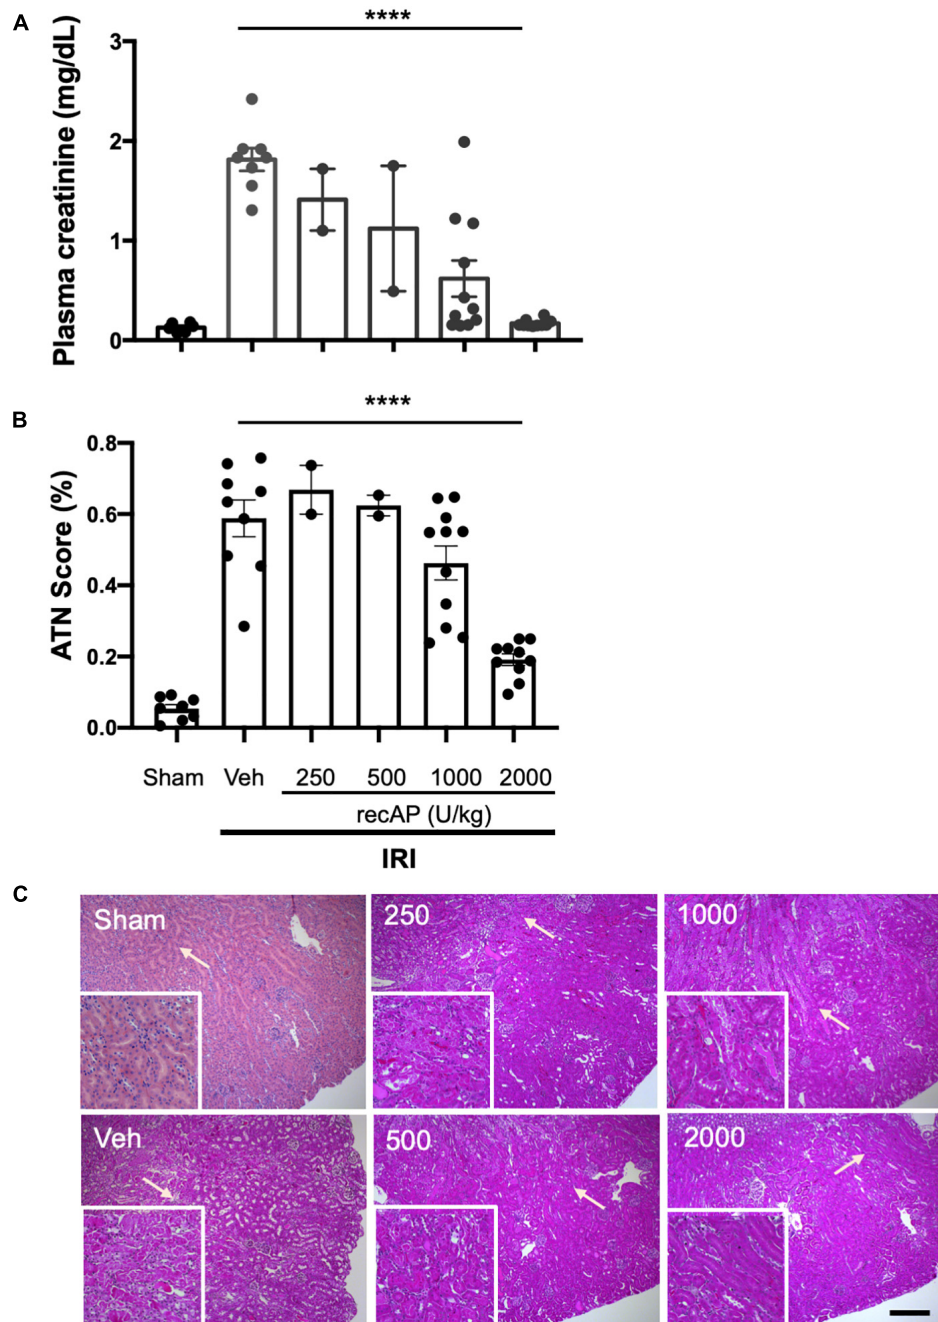 A
****
Plasma creatinine (mg/dL)
3
2
1
0
B
****
ATN Score (%)
0.8
0.6
0.4
0.2
0.0
Sham Veh 250 500 1000 2000
recAP (U/kg)
IRI
C
Sham 250 1000
Veh 500 2000